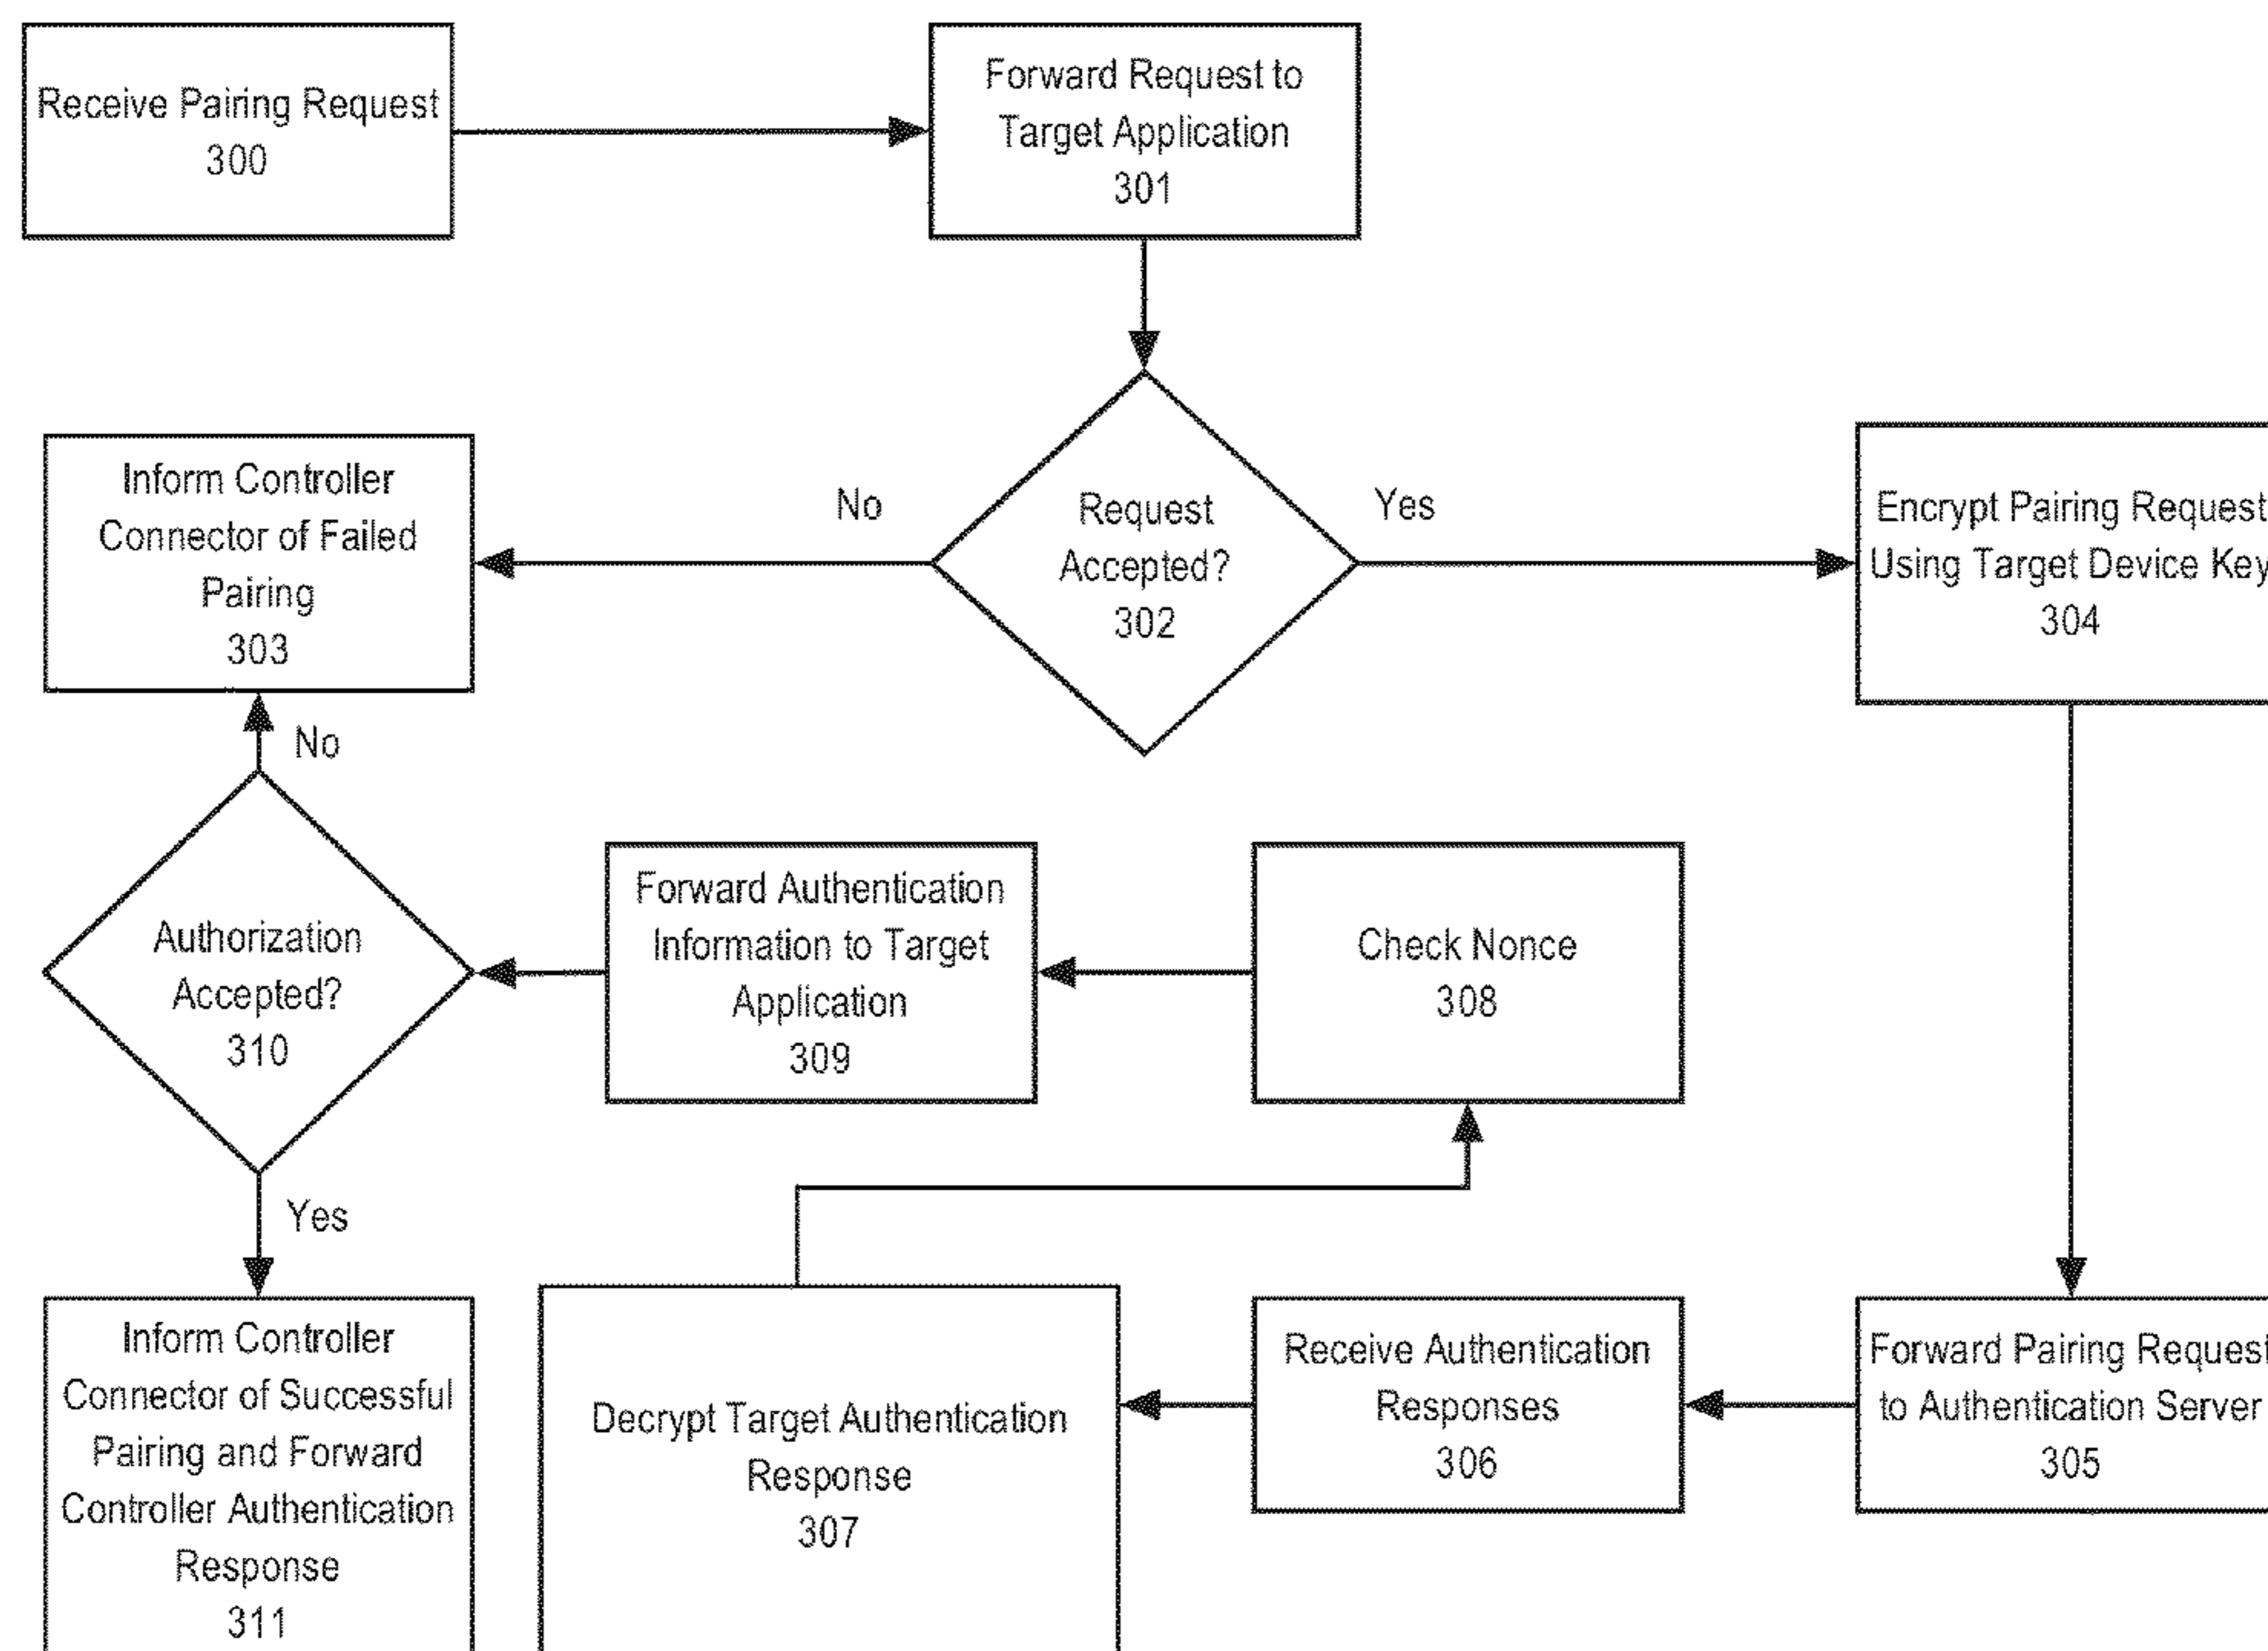 Receive Pairing Request
300
Forward Request to
Target Application
301
Request
Accepted?
302
No
Yes
Inform Controller
Connector of Failed
Pairing
303
Encrypt Pairing Request
Using Target Device Key
304
Forward Pairing Request
to Authentication Server
305
Receive Authentication
Responses
306
Decrypt Target Authentication
Response
307
Check Nonce
308
Forward Authentication
Information to Target
Application
309
Authorization
Accepted?
310
No
Yes
Inform Controller
Connector of Successful
Pairing and Forward
Controller Authentication
Response
311